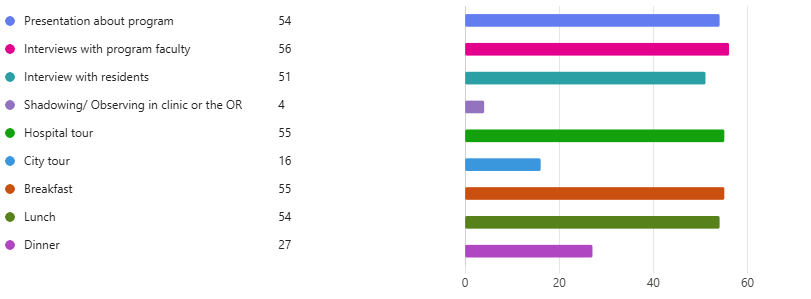 Presentation about program 54
Interviews with program faculty 56
Interview with residents 51
Shadowing/ Observing in clinic or the OR 4
Hospital tour 55
City tour 16
Breakfast 55
Lunch 54
Dinner 27
0 20 40 60